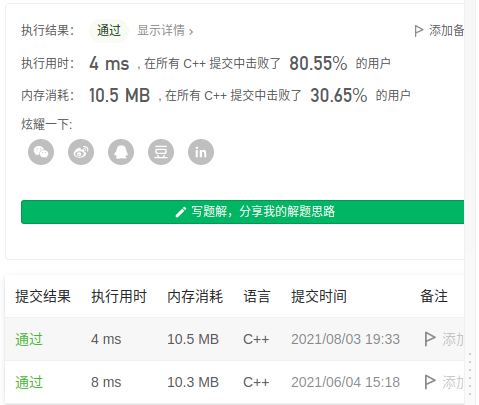 执行结果： 通过 显示详情 > 添加备
执行用时： 4 ms , 在所有 C++ 提交中击败了 80.55% 的用户
内存消耗： 10.5 MB , 在所有 C++ 提交中击败了 30.65% 的用户
炫耀一下:
豆 in
写题解，分享我的解题思路
提交结果 执行用时 内存消耗 语言 提交时间 备注
通过 4 ms 10.5 MB C++ 2021/08/03 19:33 添加
通过 8 ms 10.3 MB C++ 2021/06/04 15:18 添加